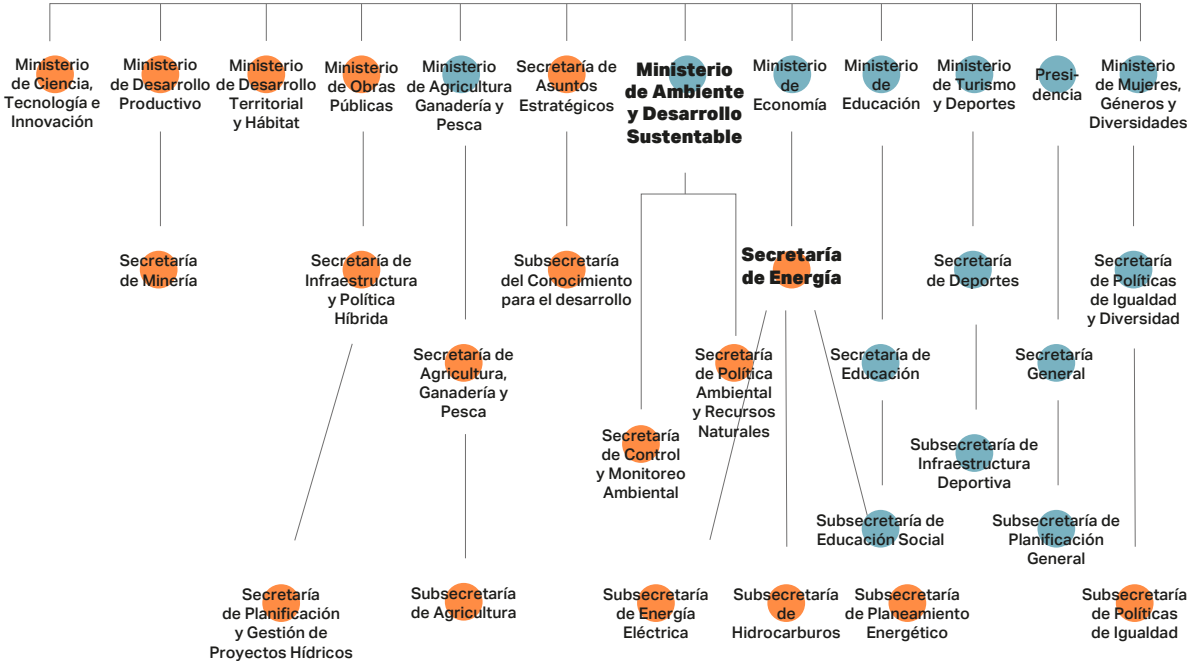 Ministerio
de Ciencia,
Tecnología e
Innovación
Ministerio
de Desarrollo
Productivo
Ministerio
de Desarrollo
Territorial
y Hábitat
Ministerio
de Obras
Públicas
Ministerio
de Agricultura
Ganadería y
Pesca
Secretaría de
Asuntos
Estratégicos
Ministerio
de Ambiente
y Desarrollo
Sustentable
Ministerio
de
Economía
Ministerio
de
Educación
Ministerio
de Turismo
y Deportes
Presi-
dencia
Ministerio
de Mujeres,
Géneros y
Diversidades
Secretaría
de Minería
Secretaría de
Infraestructura
y Política
Híbrida
Subsecretaría
del Conocimiento
para el desarrollo
Secretaría
de Energía
Secretaría
de Deportes
Secretaría
de Políticas
de Igualdad
y Diversidad
Secretaría de
Agricultura,
Ganadería y
Pesca
Secretaría
de Política
Ambiental
y Recursos
Naturales
Secretaría de
Educación
Secretaría
General
Secretaría
de Control
y Monitoreo
Ambiental
Subsecretaría de
Infraestructura
Deportiva
Subsecretaría de
Educación Social
Subsecretaría de
Planificación
General
Secretaría
de Planificación
y Gestión de
Proyectos Hídricos
Subsecretaría
de Agricultura
Subsecretaría
de Energía
Eléctrica
Subsecretaría
de
Hidrocarburos
Subsecretaría
de Planeamiento
Energético
Subsecretaría
de Políticas
de Igualdad